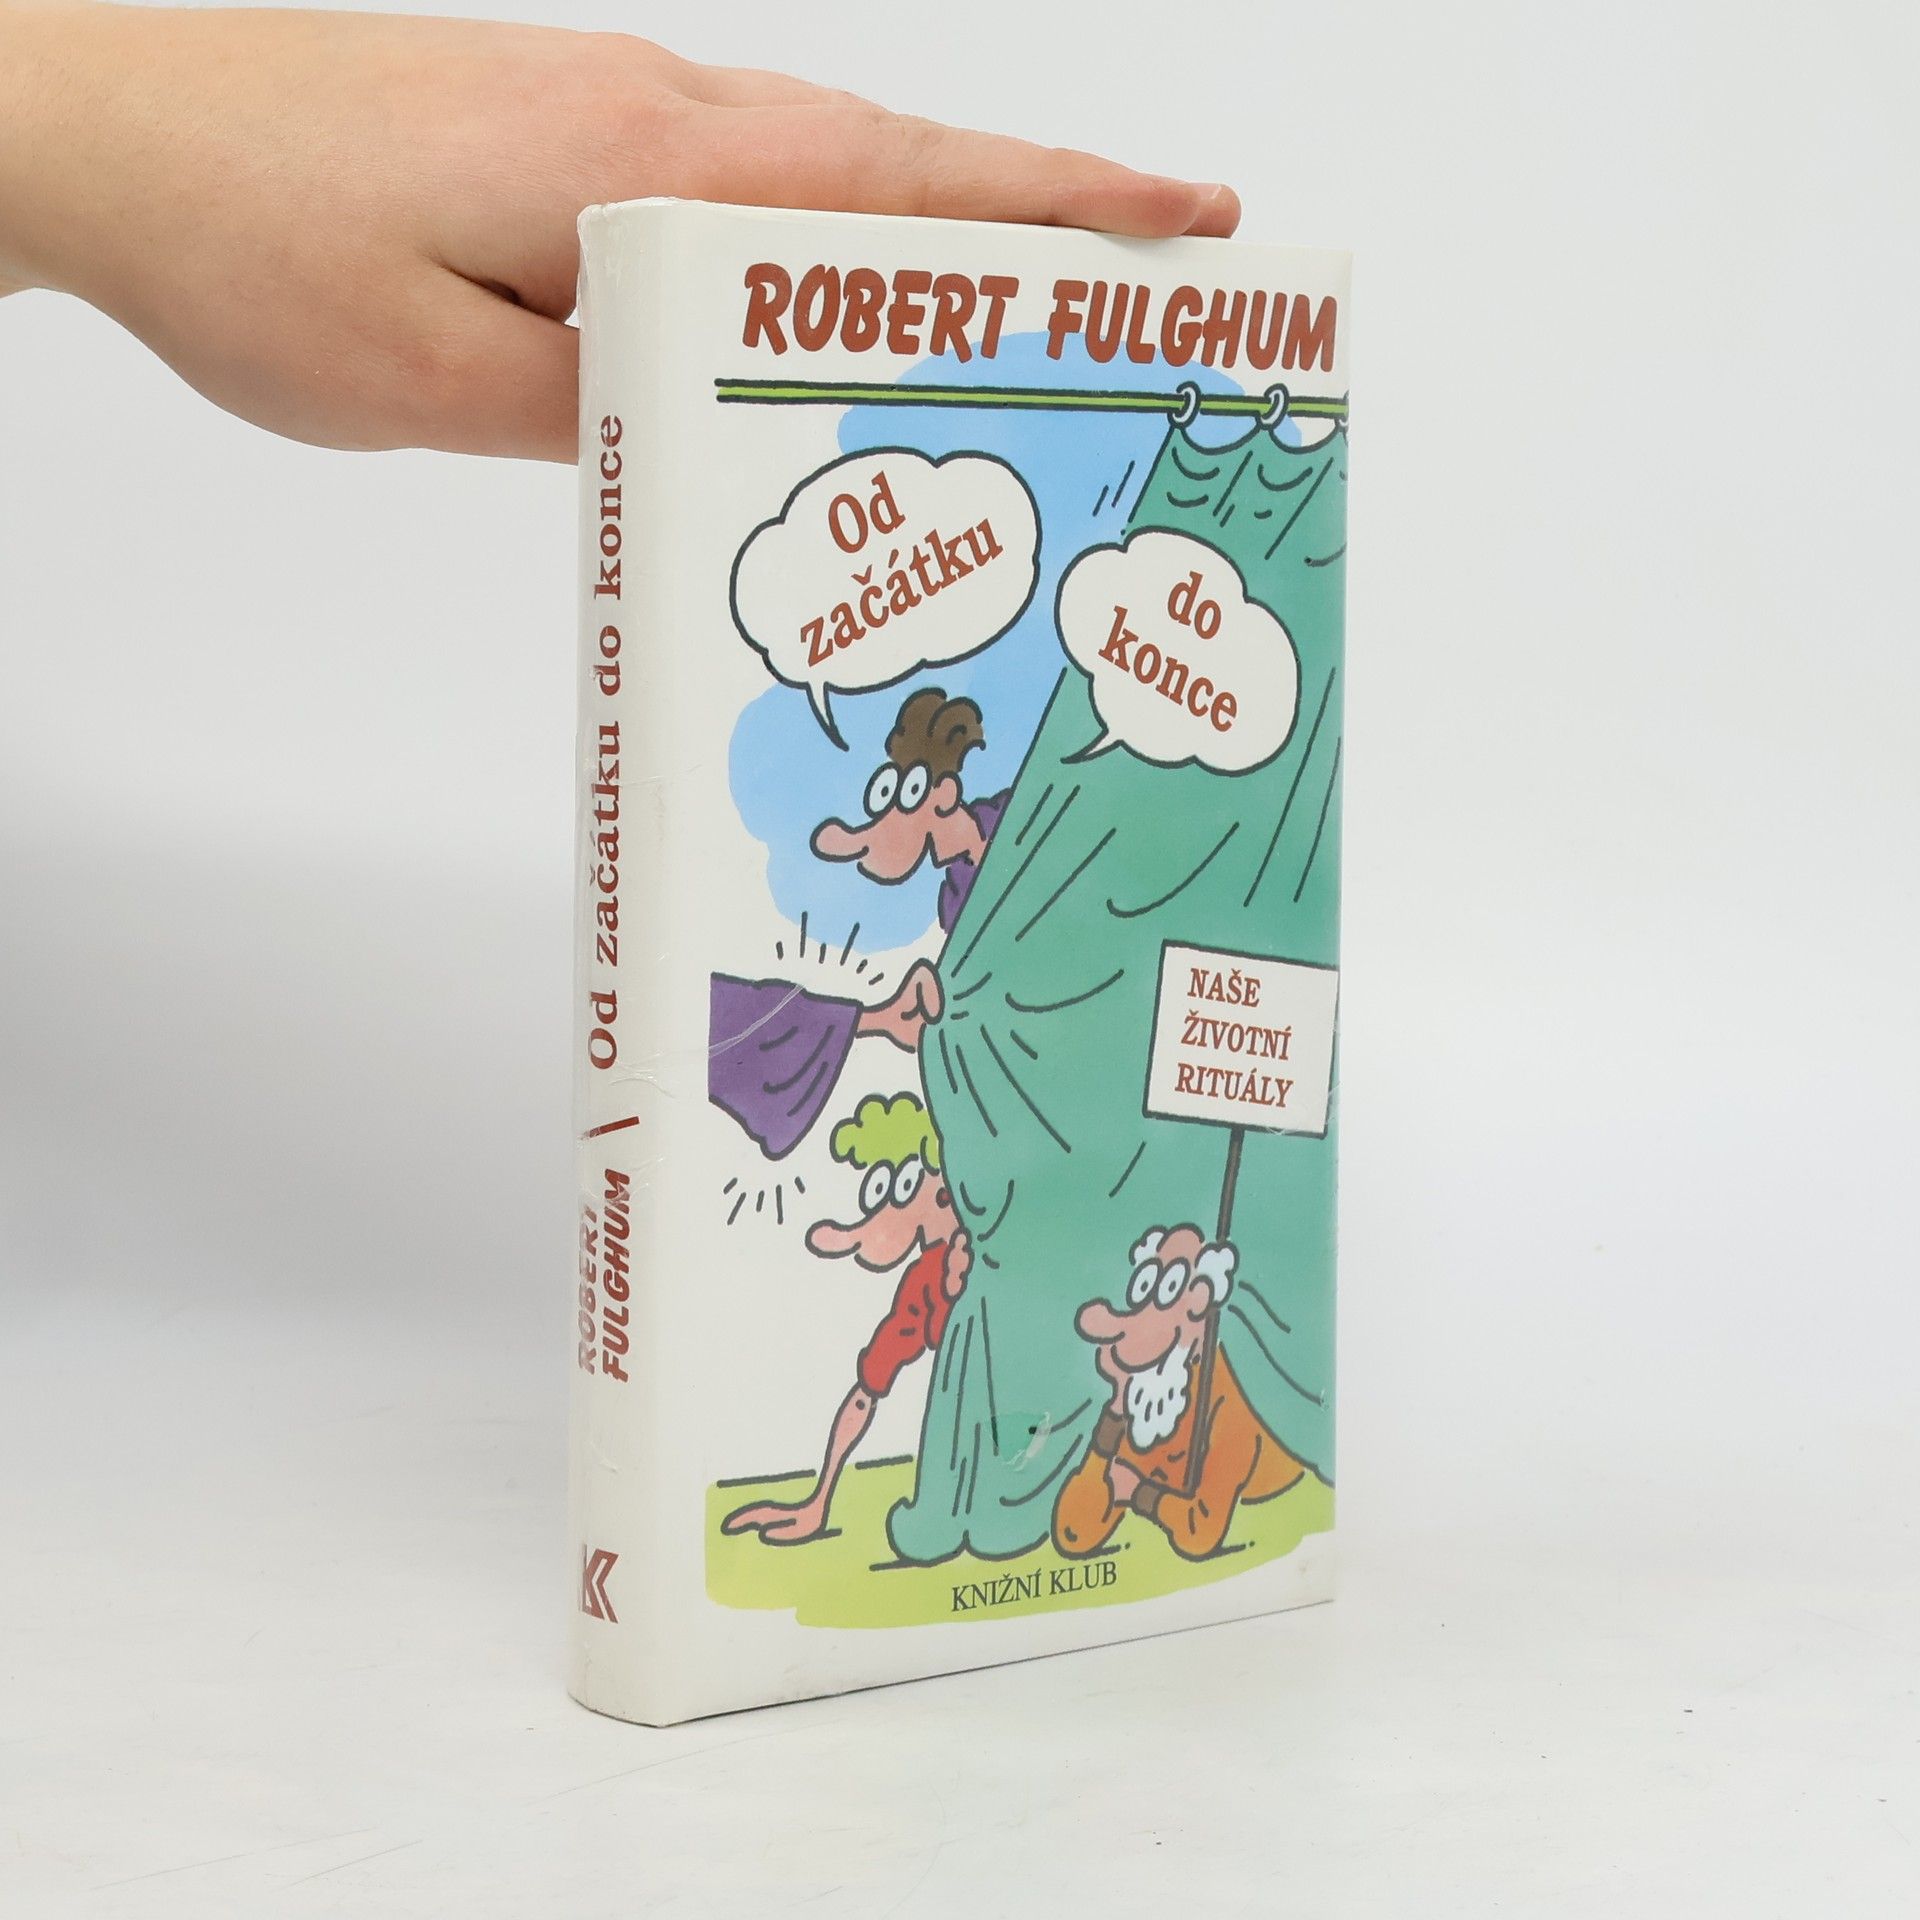 ROBERT FULGHUM
Od
začátku
do
konce
NAŠE
ŽIVOTNÍ
RITUÁLY
KNIŽNÍ KLUB
ROBERT
FULGHUM \ Od začátku do konce